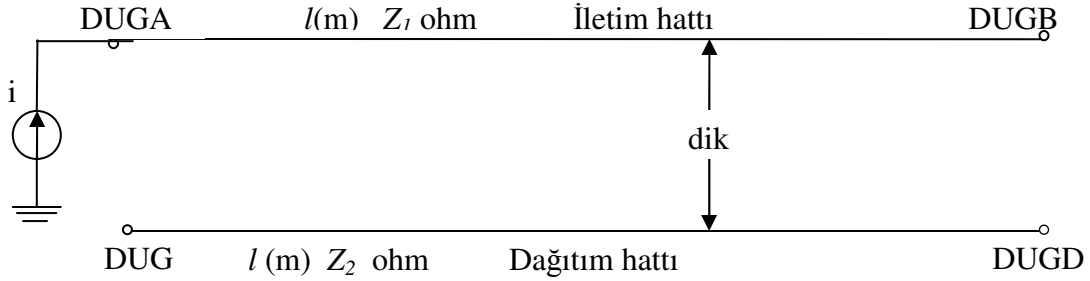 DUGA l(m) Z1 ohm İletim hattı DUGB
i
dik
DUG l (m) Z2 ohm Dağıtım hattı DUGD